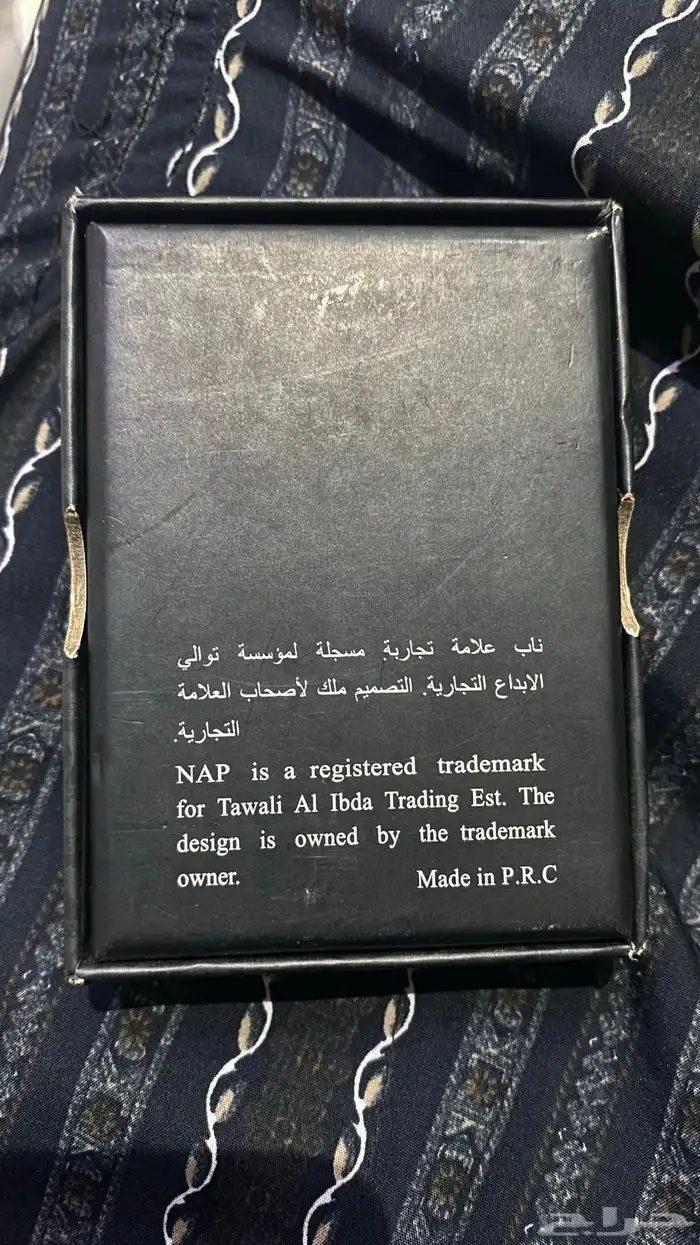 ناب علامة تجارية مسجلة لمؤسسة توالي
الابداع التجارية. التصميم ملك لأصحاب العلامة
التجارية.
NAP is a registered trademark
for Tawali Al Ibda Trading Est. The
design is owned by the trademark
owner. Made in P.R.C
حراج